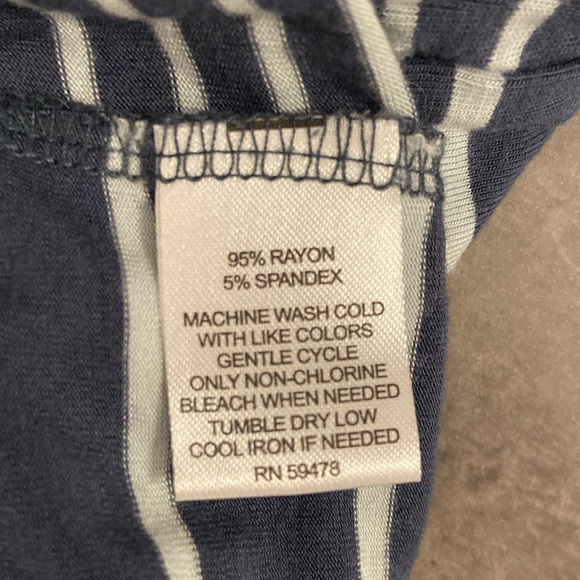 95% RAYON
5% SPANDEX
MACHINE WASH COLD
WITH LIKE COLORS
GENTLE CYCLE
ONLY NON-CHLORINE
BLEACH WHEN NEEDED
TUMBLE DRY LOW
COOL IRON IF NEEDED
RN 59478